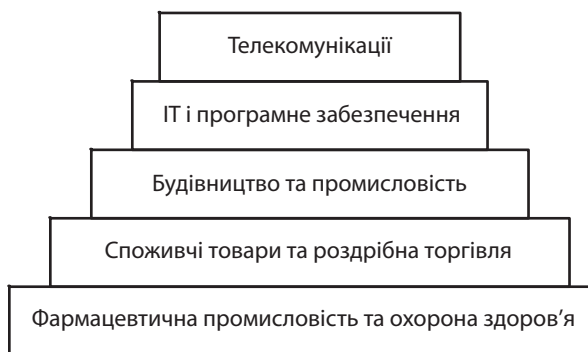 Телекомунікації
ІТ і програмне забезпечення
Будівництво та промисловість
Споживчі товари та роздрібна торгівля
Фармацевтична промисловість та охорона здоров’я